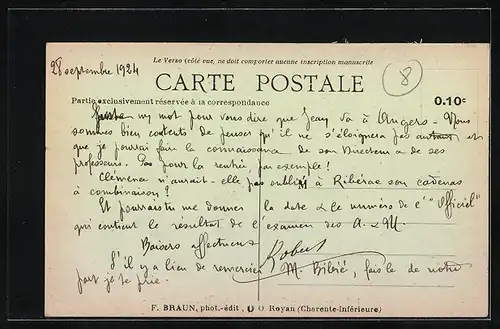 Le Verso (côté vue, ne doit comporter aucune inscription manuscrite
28 septembre 1924
CARTE POSTALE
8
Partie exclusivement réservée à la correspondance
0.10c
Juste un mot pour vous dire que Jean va à Angers - Nous
sommes bien contents de penser qu'il ne s'éloignera pas autant et
que je pourrai faire la connaissance de son Directeur & de ses
professeurs. Pas pour la rentrée, par exemple!
Clémence n'aurait-elle pas oublié à Ribérac son cadenas
à combinaison?
Et pourrais tu me donner la date & le numéro de l' "Officiel"
qui contient le résultat de l'examen des A. & M.
Baisers affectueux
Robert
S'il y a lieu de remercier M. fais le de notre
part je te prie.
F. BRAUN, phot.-édit, Royan (Charente-Inférieure)